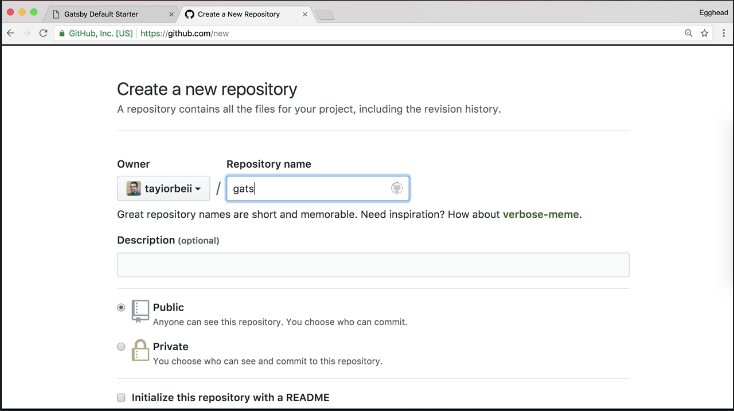 Gatsby Default Starter
Create a New Repository
Egghead
GitHub, Inc. [US] | https://github.com/new
Create a new repository
A repository contains all the files for your project, including the revision history.
Owner
Repository name
tayiorbeii
/
gats
Great repository names are short and memorable. Need inspiration? How about verbose-meme.
Description (optional)
Public
Anyone can see this repository. You choose who can commit.
Private
You choose who can see and commit to this repository.
Initialize this repository with a README